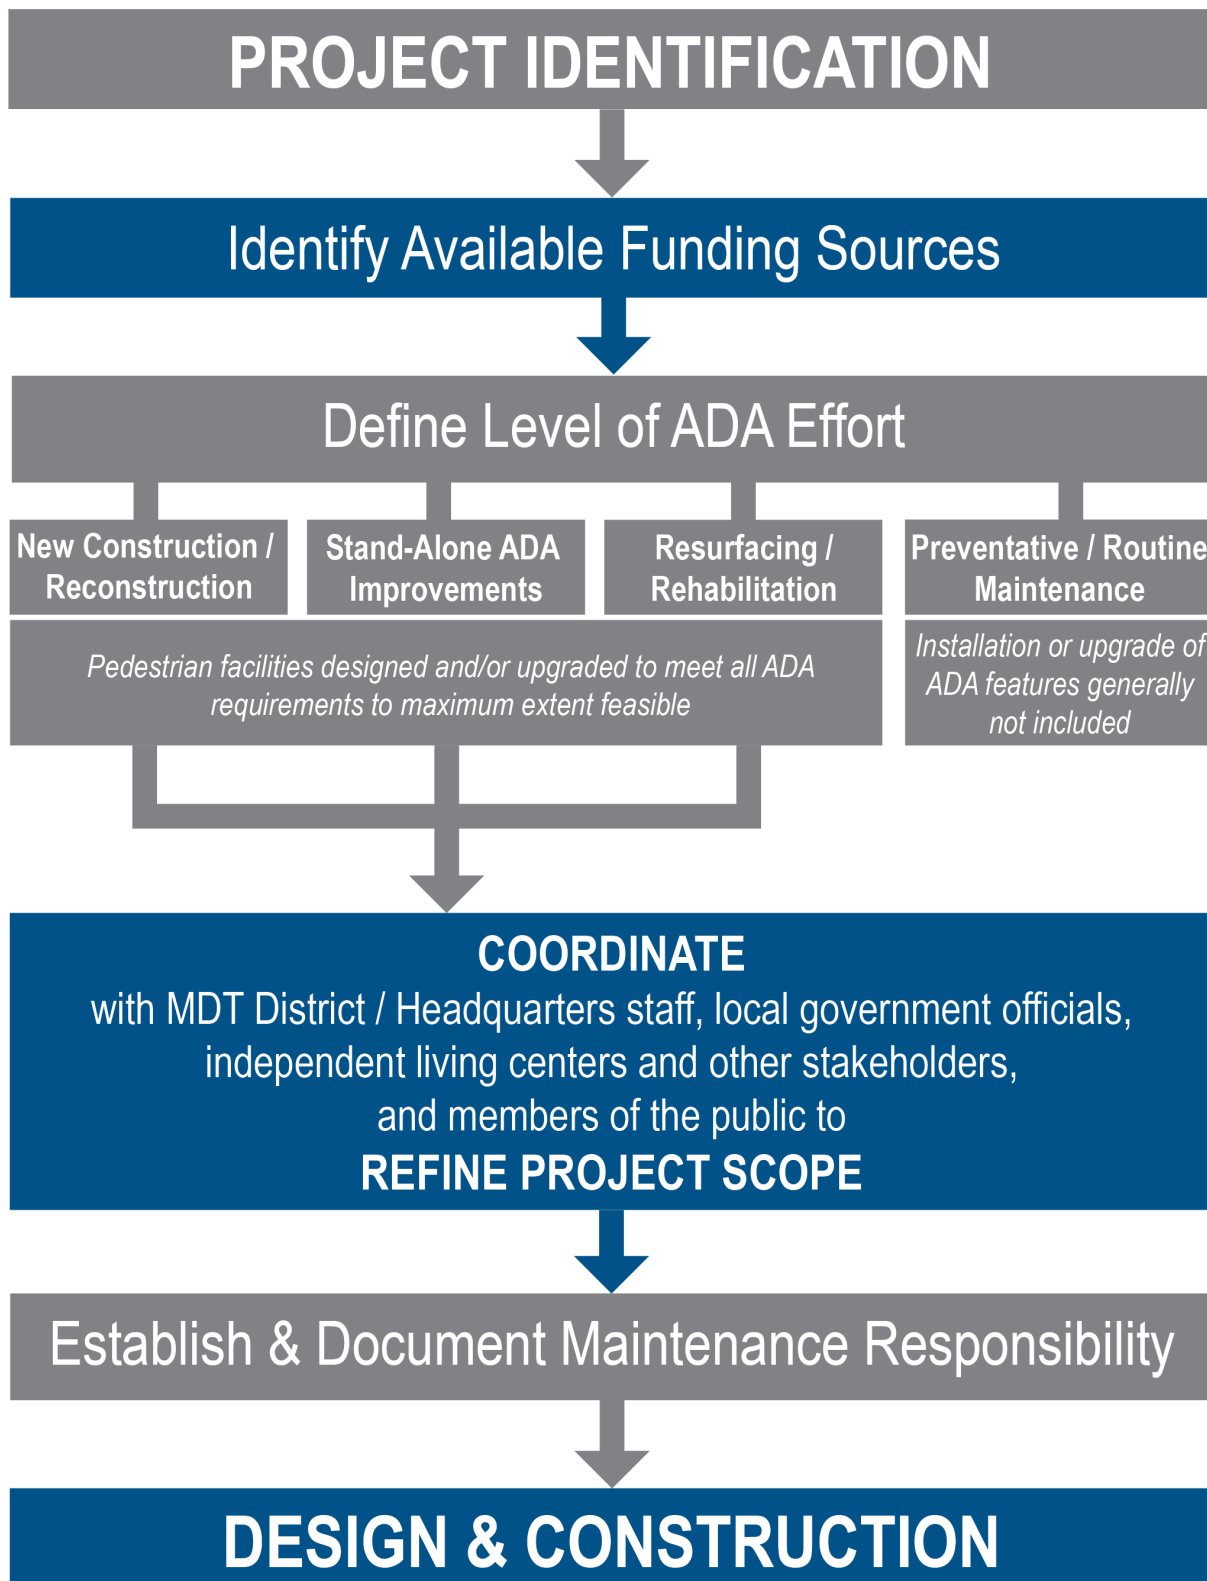 PROJECT IDENTIFICATION
Identify Available Funding Sources
Define Level of ADA Effort
New Construction /
Reconstruction
Stand-Alone ADA
Improvements
Resurfacing /
Rehabilitation
Preventative / Routine
Maintenance
Pedestrian facilities designed and/or upgraded to meet all ADA
requirements to maximum extent feasible
Installation or upgrade of
ADA features generally
not included
COORDINATE
with MDT District / Headquarters staff, local government officials,
independent living centers and other stakeholders,
and members of the public to
REFINE PROJECT SCOPE
Establish & Document Maintenance Responsibility
DESIGN & CONSTRUCTION